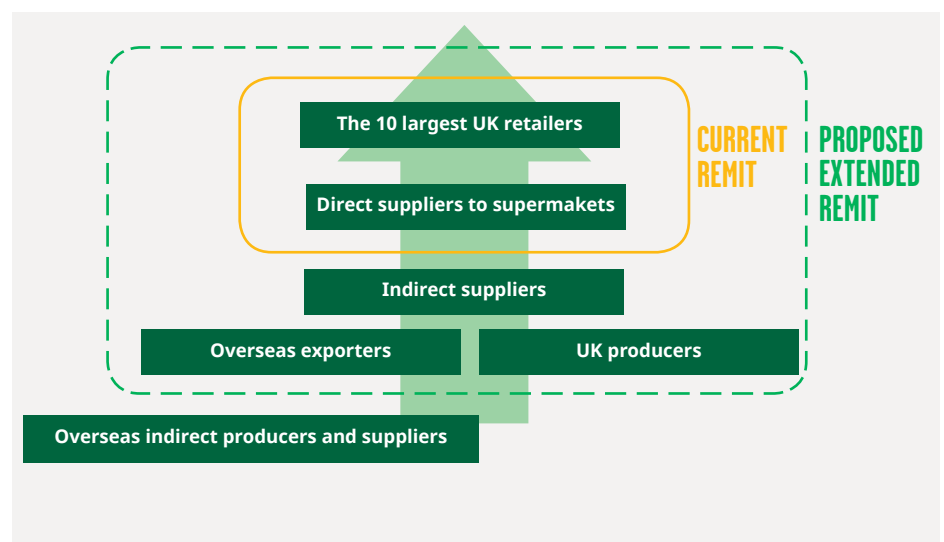 The 10 largest UK retailers
CURRENT
REMIT
PROPOSED
EXTENDED
REMIT
Direct suppliers to supermakets
Indirect suppliers
Overseas exporters
UK producers
Overseas indirect producers and suppliers